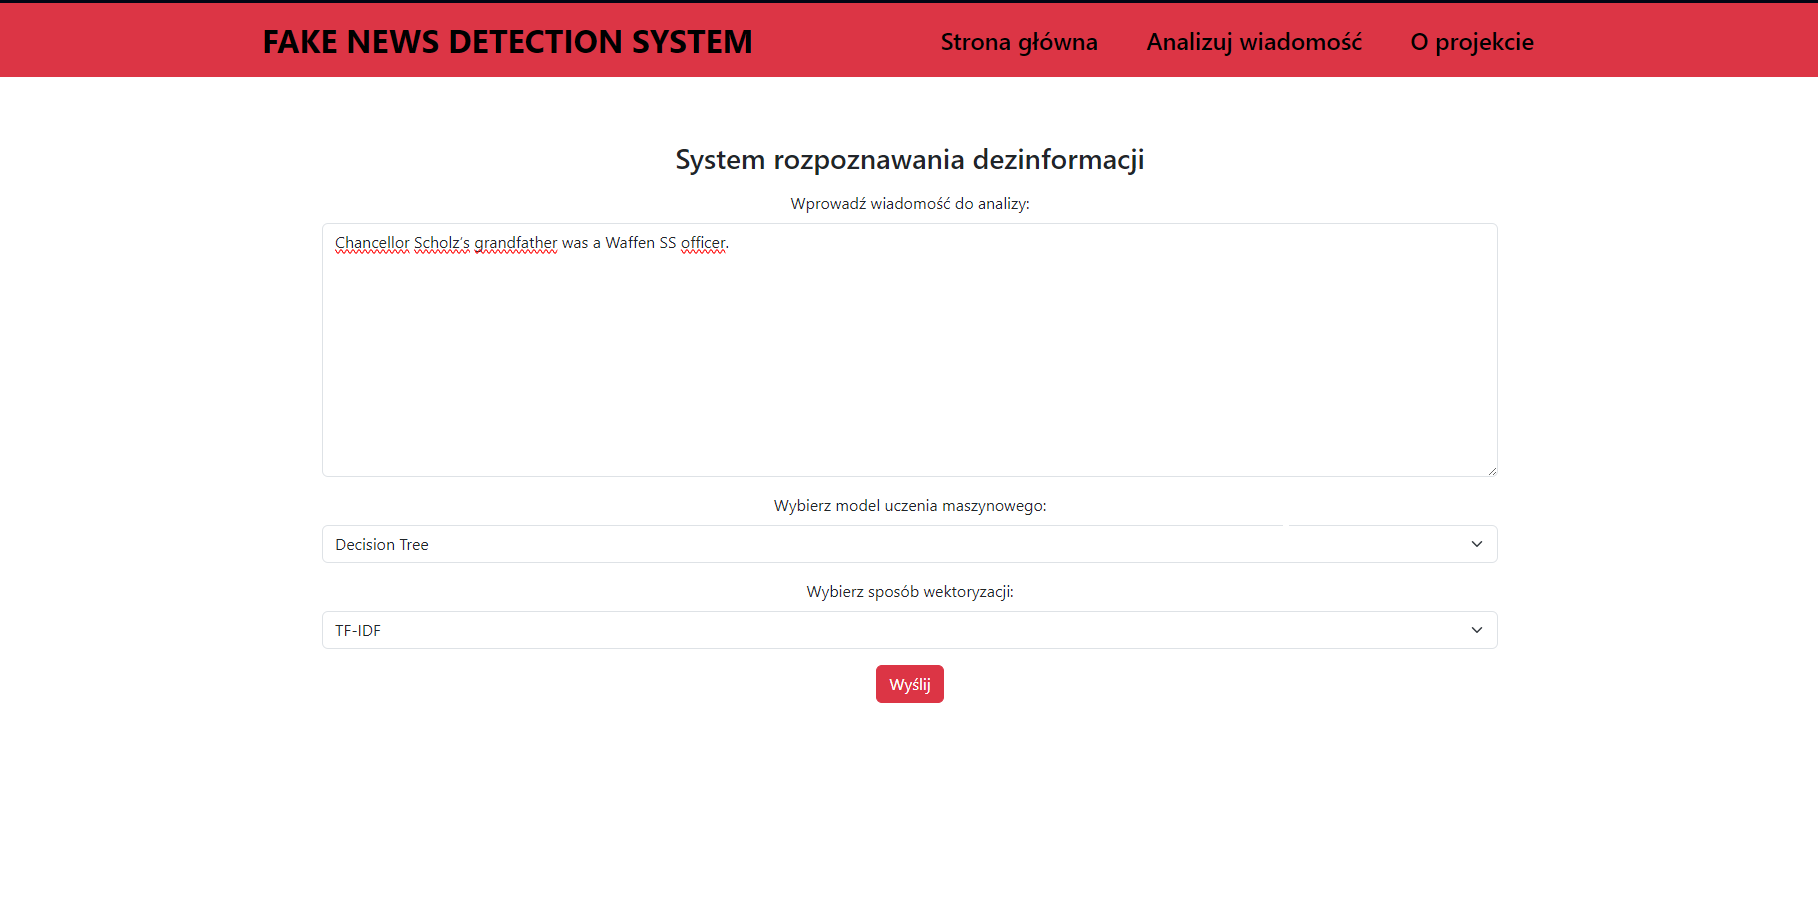 FAKE NEWS DETECTION SYSTEM Strona główna Analizuj wiadomość O projekcie
System rozpoznawania dezinformacji
Wprowadź wiadomość do analizy:
Chancellor Scholz's grandfather was a Waffen SS officer.
Wybierz model uczenia maszynowego:
Decision Tree
Wybierz sposób wektoryzacji:
TF-IDF
Wyślij